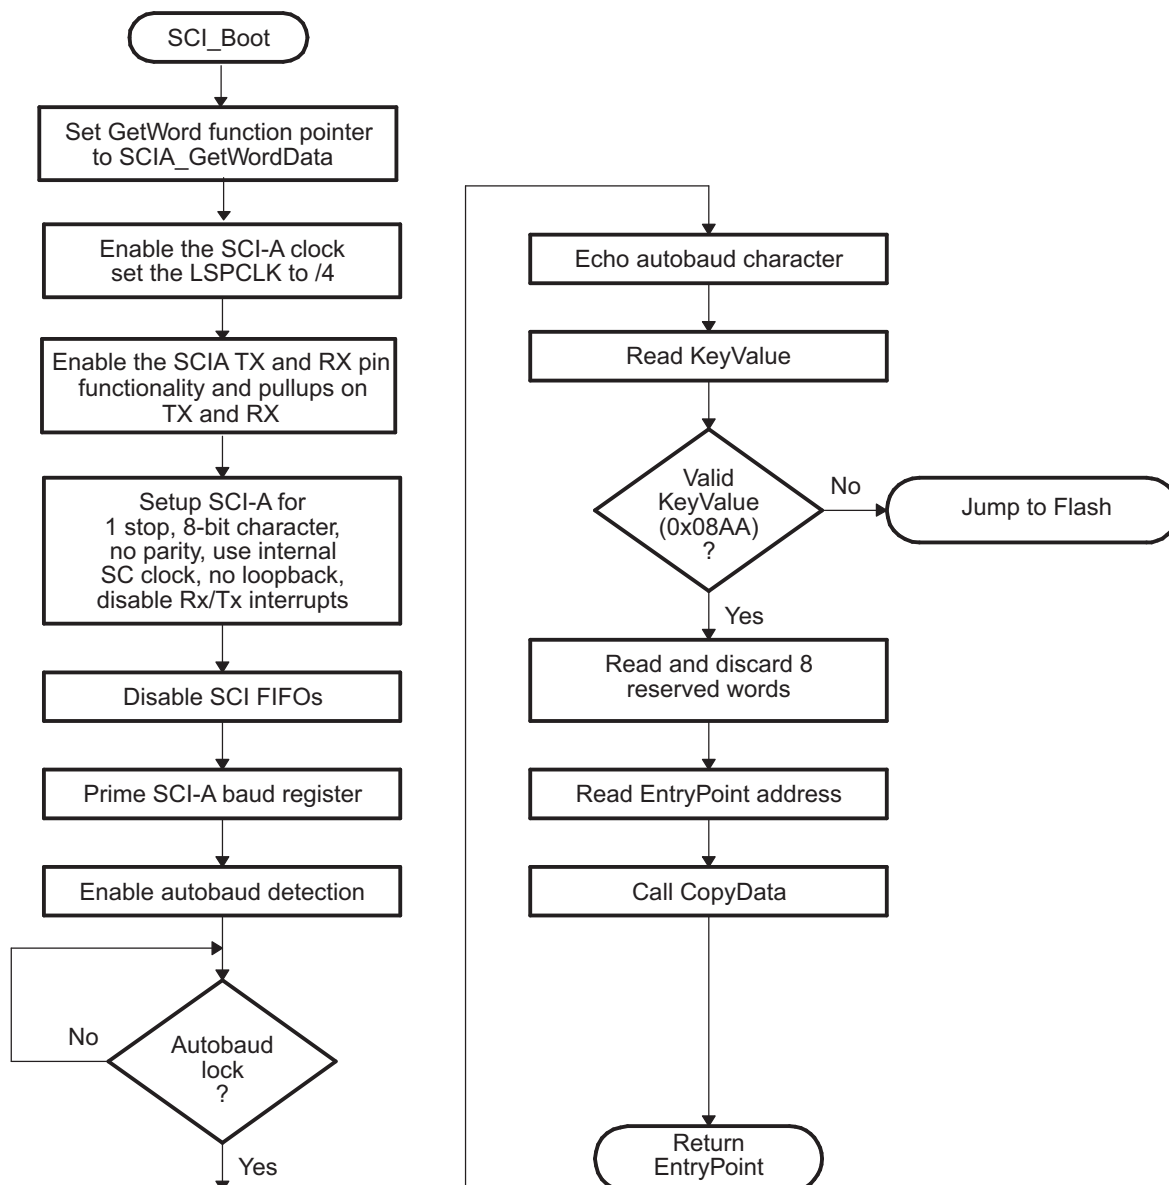 SCI_Boot
Set GetWord function pointer
to SCIA_GetWordData
Enable the SCI-A clock
set the LSPCLK to /4
Enable the SCIA TX and RX pin
functionality and pullups on
TX and RX
Setup SCI-A for
1 stop, 8-bit character,
no parity, use internal
SC clock, no loopback,
disable Rx/Tx interrupts
Disable SCI FIFOs
Prime SCI-A baud register
Enable autobaud detection
No
Autobaud
lock
?
Yes
Echo autobaud character
Read KeyValue
Valid
KeyValue
(0x08AA)
?
No
Jump to Flash
Yes
Read and discard 8
reserved words
Read EntryPoint address
Call CopyData
Return
EntryPoint